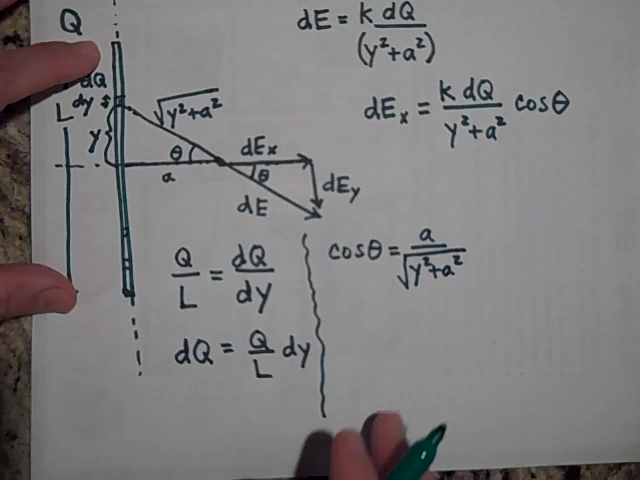 Q
dE = k dQ / (y²+a²)
dQ
dy
L
y
√y²+a²
dEₓ = k dQ / y²+a² cosθ
θ
dEₓ
a
θ
dE
dEᵧ
Q/L = dQ/dy
cosθ = a / √y²+a²
dQ = Q/L dy